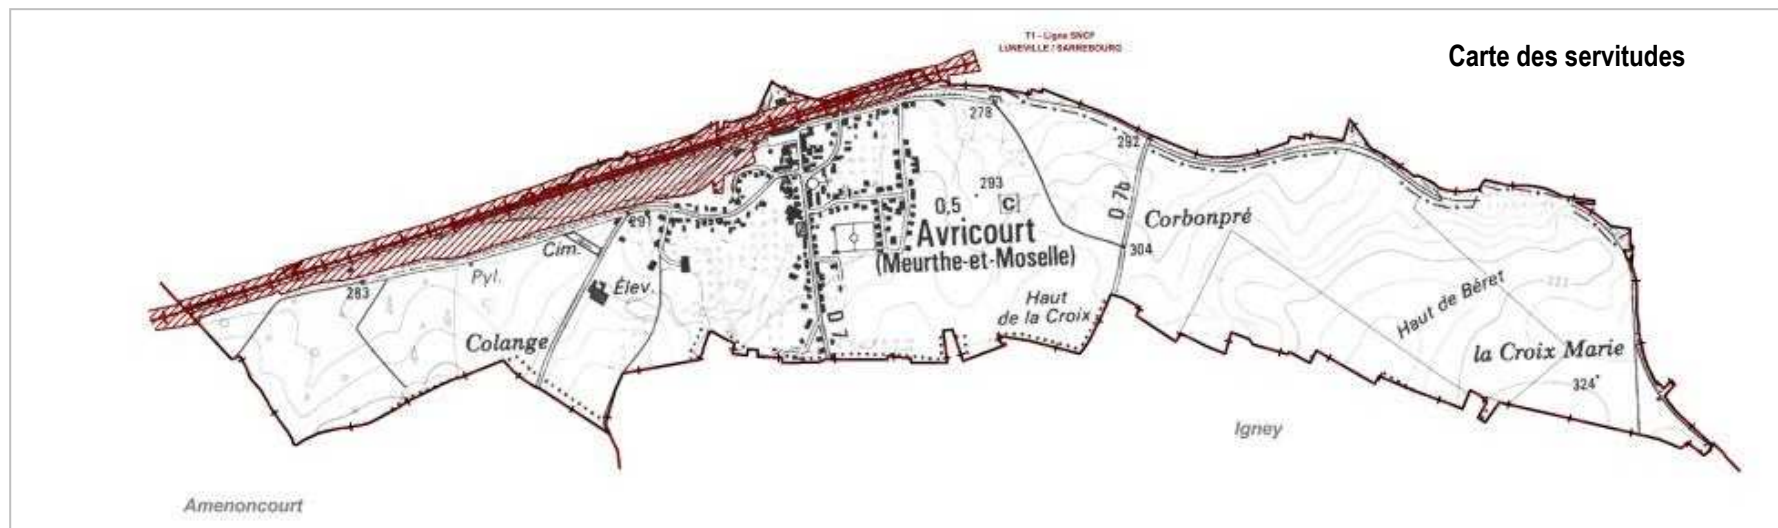 T1 - Ligne SNCF
LUNEVILLE / SARREBOURG
Carte des servitudes
278
292
293
0,5
C
D 7b
Corbonpré
Avricourt
(Meurthe-et-Moselle)
304
291
Cim.
Pyl.
283
Élev.
D 7
Haut
de la Croix
Haut de Béret
Colange
la Croix Marie
324
Igney
Amenoncourt